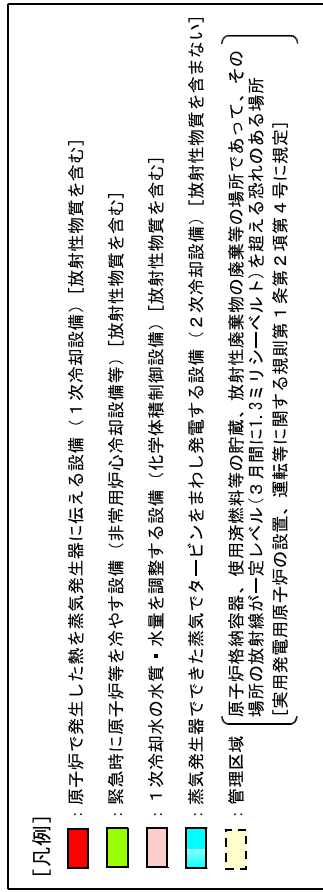 [凡例]
：原子炉で発生した熱を蒸気発生器に伝える設備（１次冷却設備）［放射性物質を含む］
：緊急時に原子炉等を冷やす設備（非常用炉心冷却設備等）［放射性物質を含む］
：１次冷却水の水質・水量を調整する設備（化学体積制御設備）［放射性物質を含む］
：蒸気発生器でできた蒸気でタービンをまわし発電する設備（２次冷却設備）［放射性物質を含まない］
：管理区域
原子炉格納容器、使用済燃料等の貯蔵、放射性廃棄物の廃棄等の場所であって、その
場所の放射線が一定レベル(３月間に1.3ミリシーベルト)を超える恐れのある場所
[実用発電用原子炉の設置、運転等に関する規則第１条第２項第４号に規定]